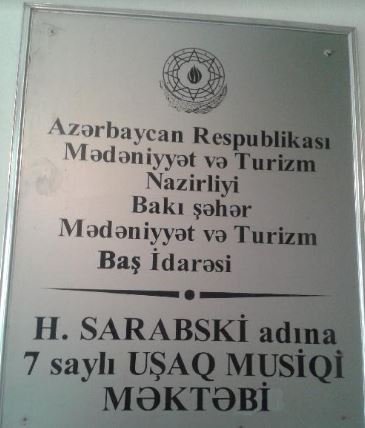 Azərbaycan Respublikası
Mədəniyyət və Turizm
Nazirliyi
Bakı şəhər
Mədəniyyət və Turizm
Baş İdarəsi
H. SARABSKİ adına
7 saylı UŞAQ MUSİQİ
MƏKTƏBİ